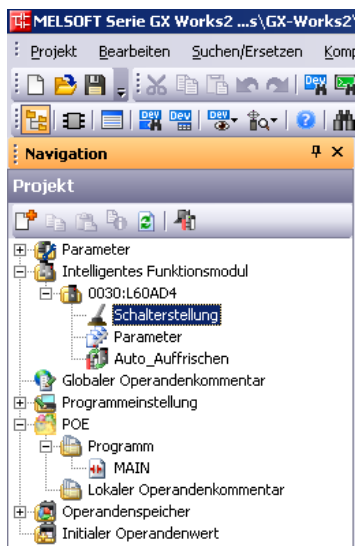 MELSOFT Serie GX Works2 ...s\GX-Works2\
Projekt Bearbeiten Suchen/Ersetzen Komp
Navigation
Projekt
Parameter
Intelligentes Funktionsmodul
0030:L60AD4
Schalterstellung
Parameter
Auto_Auffrischen
Globaler Operandenkommentar
Programmeinstellung
POE
Programm
MAIN
Lokaler Operandenkommentar
Operandenspeicher
Initialer Operandenwert